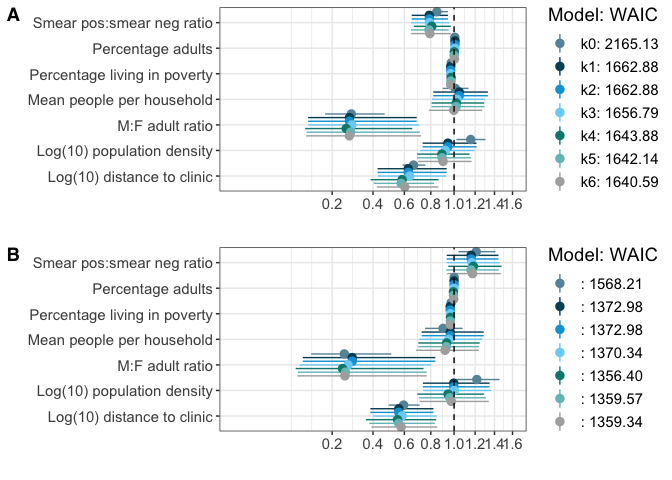 A
Smear pos:smear neg ratio
Percentage adults
Percentage living in poverty
Mean people per household
M:F adult ratio
Log(10) population density
Log(10) distance to clinic
0.2 0.4 0.6 0.8 1.0 1.2 1.4 1.6
Model: WAIC
k0: 2165.13
k1: 1662.88
k2: 1662.88
k3: 1656.79
k4: 1643.88
k5: 1642.14
k6: 1640.59
B
Smear pos:smear neg ratio
Percentage adults
Percentage living in poverty
Mean people per household
M:F adult ratio
Log(10) population density
Log(10) distance to clinic
0.2 0.4 0.6 0.8 1.0 1.2 1.4 1.6
Model: WAIC
: 1568.21
: 1372.98
: 1372.98
: 1370.34
: 1356.40
: 1359.57
: 1359.34